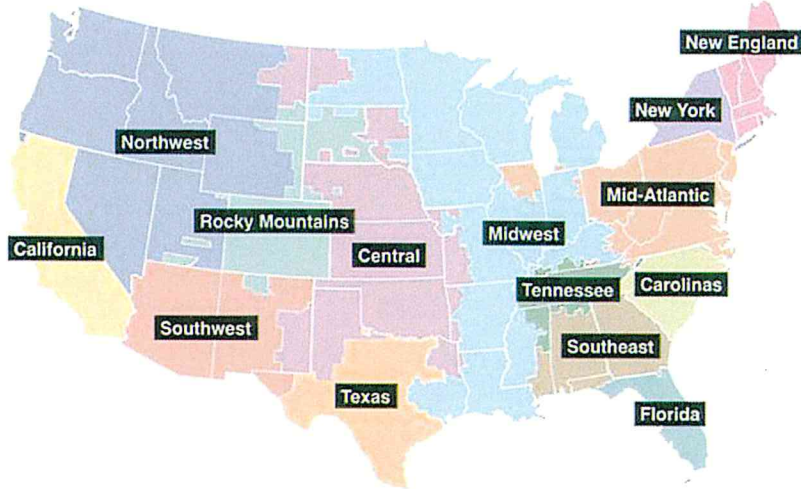 New England
New York
Northwest
Mid-Atlantic
Rocky Mountains
California
Midwest
Central
Tennessee
Carolinas
Southwest
Southeast
Texas
Florida